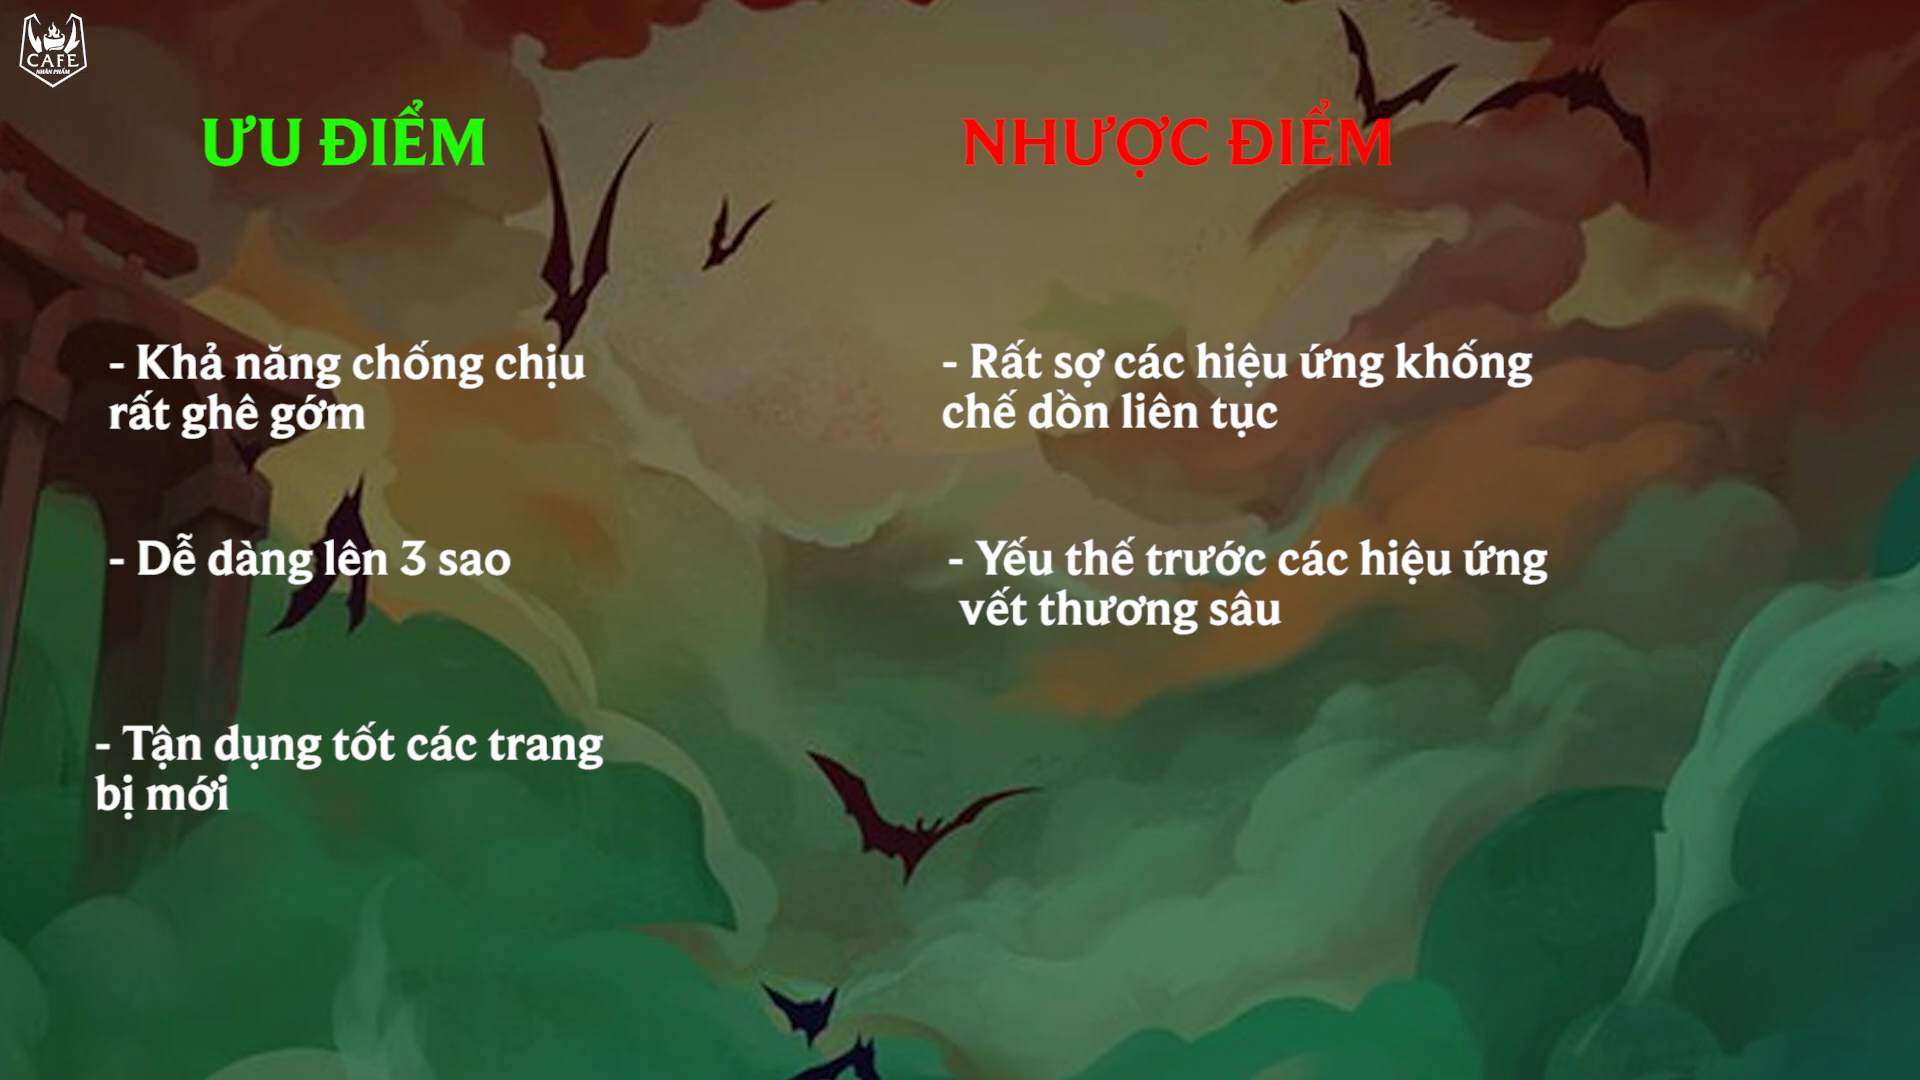 CAFE
NHÂN PHẨM
ƯU ĐIỂM
- Khả năng chống chịu
rất ghê gớm
- Dễ dàng lên 3 sao
- Tận dụng tốt các trang
bị mới
NHƯỢC ĐIỂM
- Rất sợ các hiệu ứng khống
chế dồn liên tục
- Yếu thế trước các hiệu ứng
vết thương sâu